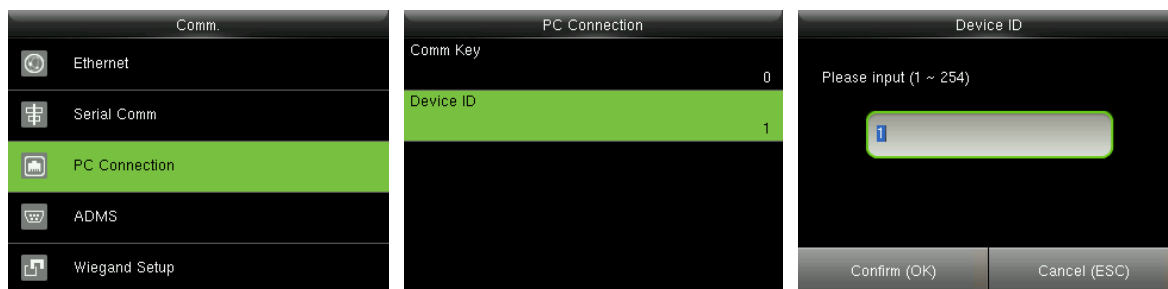 Comm.
Ethernet
Serial Comm
PC Connection
ADMS
Wiegand Setup
PC Connection
Comm Key
0
Device ID
1
Device ID
Please input (1 ~ 254)
1
Confirm (OK)
Cancel (ESC)